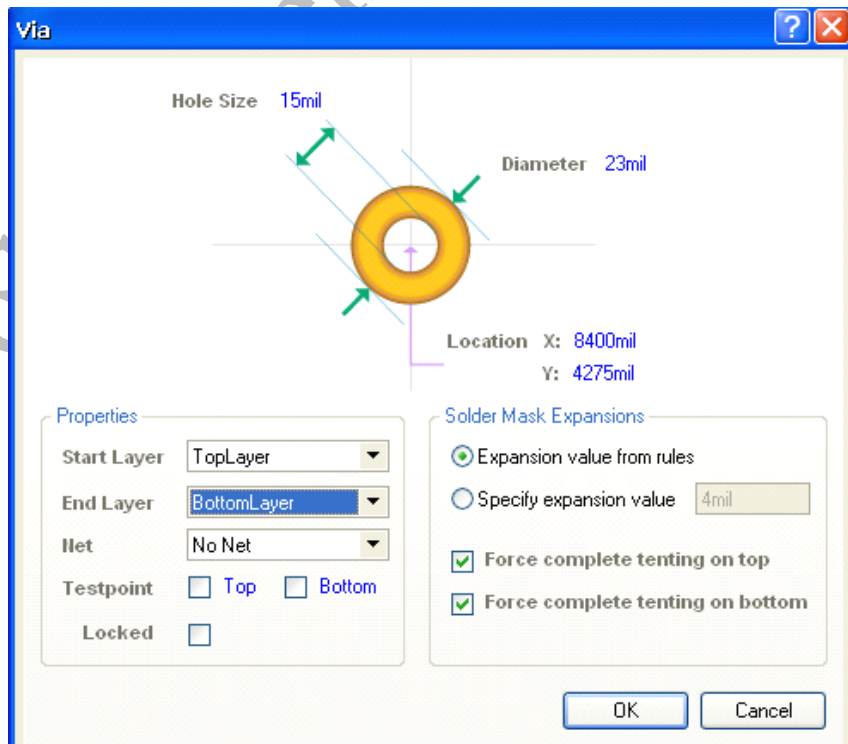 Via
Hole Size 15mil
Diameter 23mil
Location X: 8400mil
Y: 4275mil
Properties
Start Layer TopLayer
End Layer BottomLayer
Net No Net
Testpoint Top Bottom
Locked
Solder Mask Expansions
Expansion value from rules
Specify expansion value 4mil
Force complete tenting on top
Force complete tenting on bottom
OK Cancel